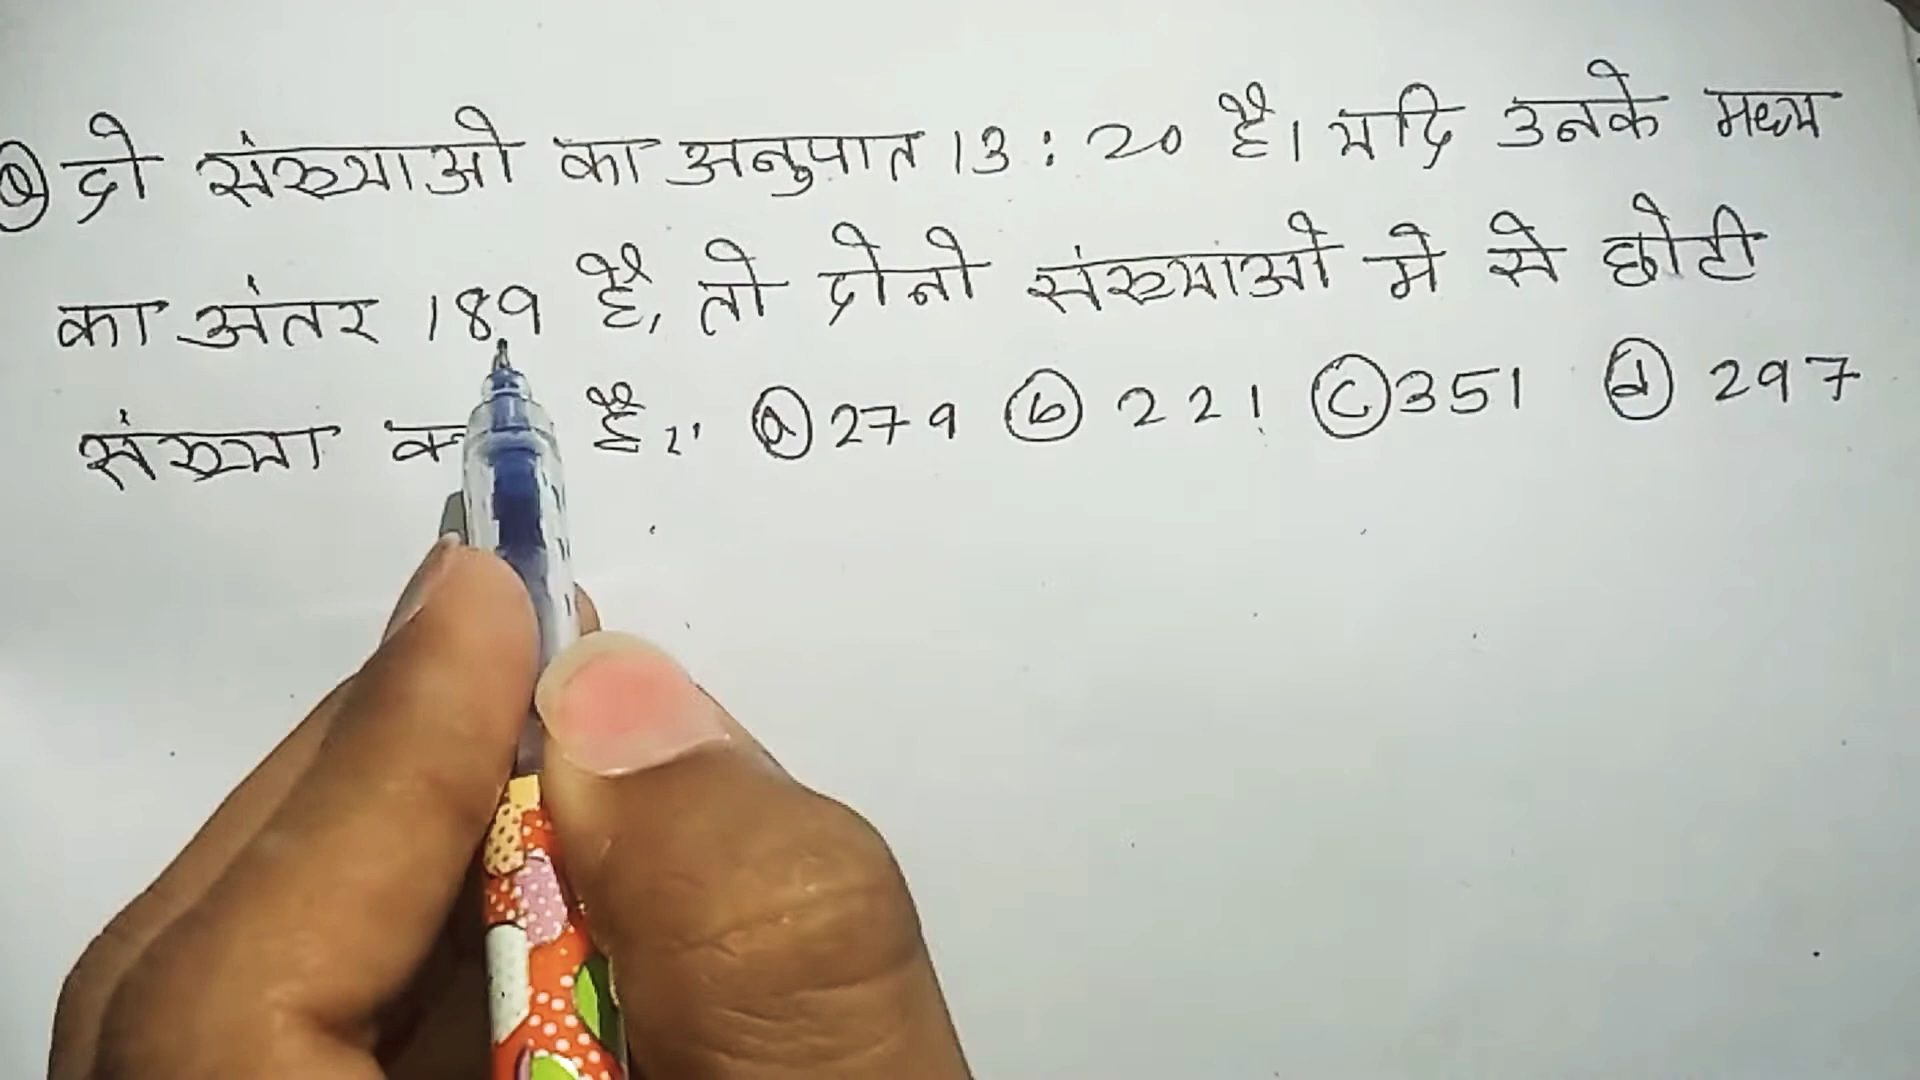 Q दो संख्याओ का अनुपात 13 : 20 है। यदि उनके मध्य
का अंतर 189 है, तो दोनो संख्याओ मे से छोटी
संख्या है? (a) 279 (b) 221 (c) 351 (d) 297